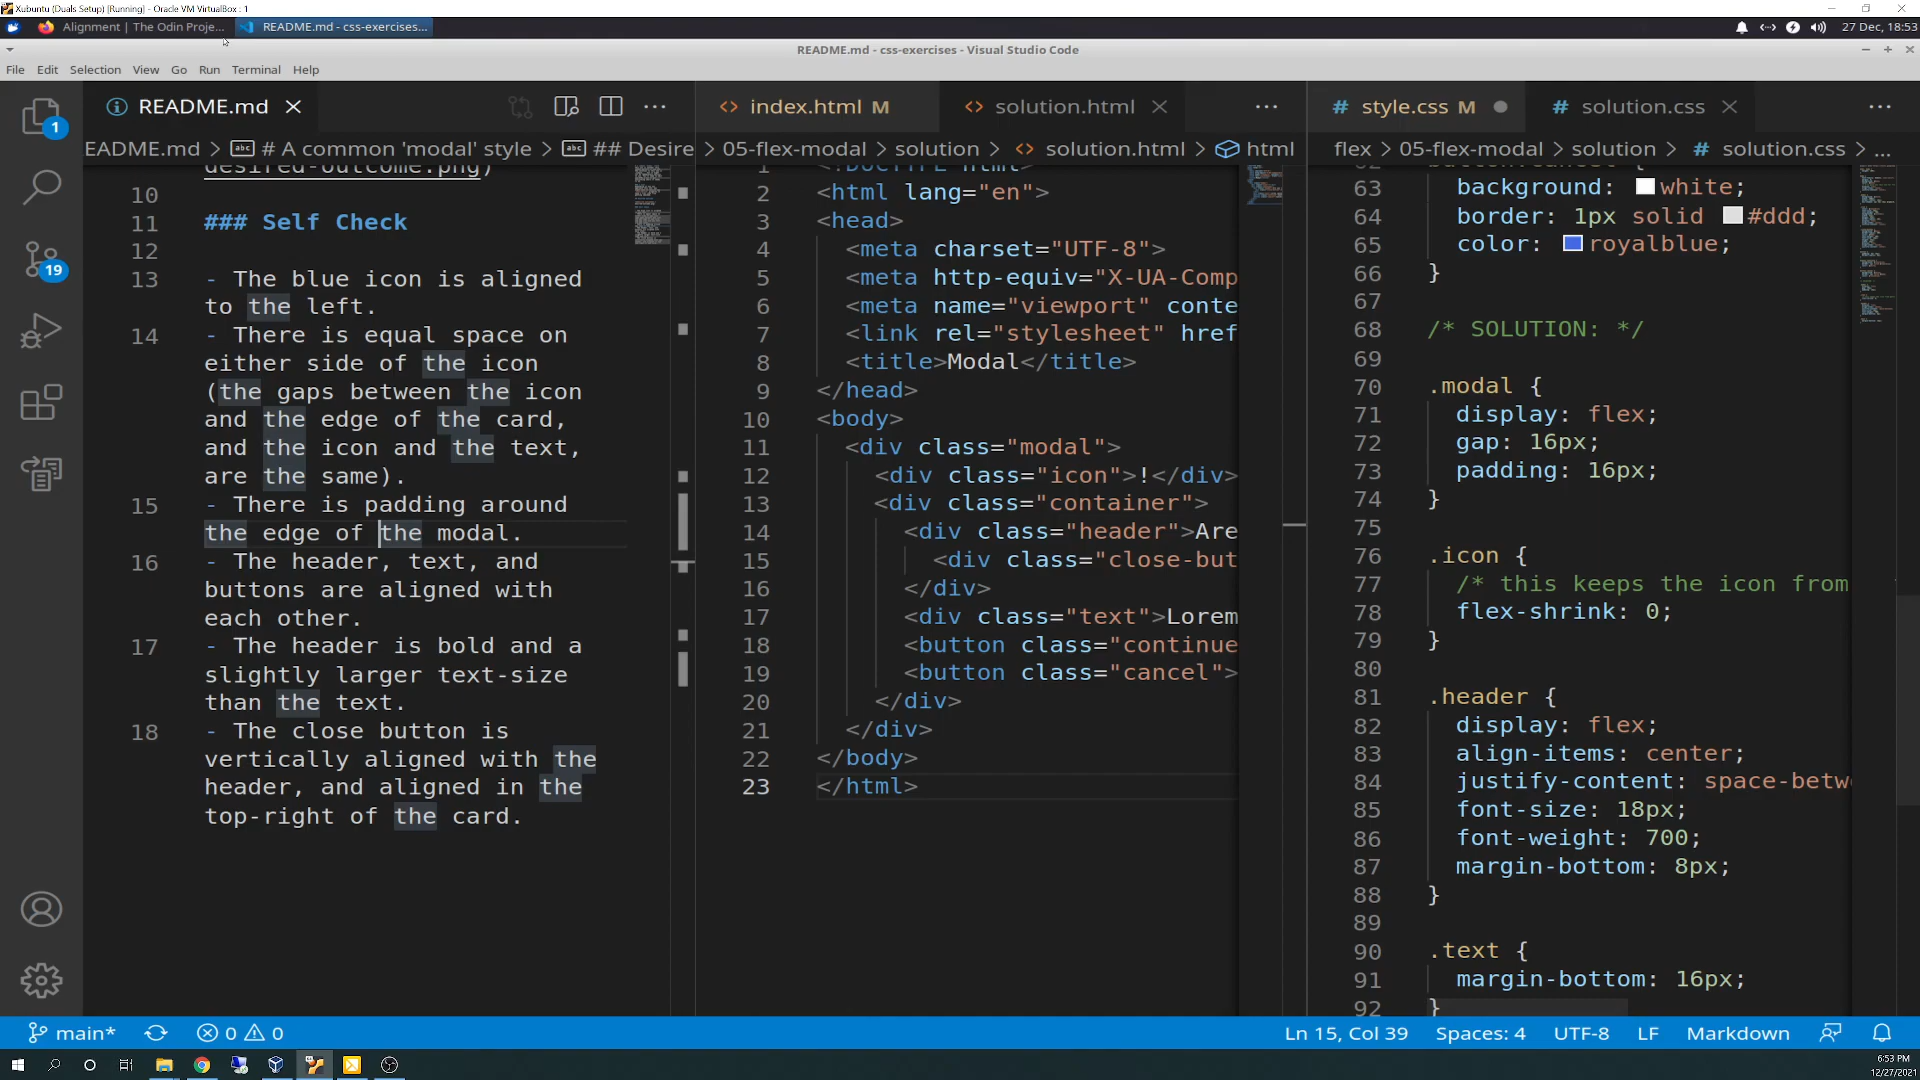 Xubuntu (Duals Setup) [Running] - Oracle VM VirtualBox : 1
Alignment | The Odin Proje...
README.md - css-exercises...
27 Dec, 18:53
README.md - css-exercises - Visual Studio Code
File Edit Selection View Go Run Terminal Help
README.md
index.html M
solution.html
style.css M
solution.css
EADME.md > # A common 'modal' style > ## Desire
> 05-flex-modal > solution > solution.html > html
flex > 05-flex-modal > solution > # solution.css > ...
1
19
desired-outcome.png)
10
11 ### Self Check
12
13 - The blue icon is aligned
to the left.
14 - There is equal space on
either side of the icon
(the gaps between the icon
and the edge of the card,
and the icon and the text,
are the same).
15 - There is padding around
the edge of the modal.
16 - The header, text, and
buttons are aligned with
each other.
17 - The header is bold and a
slightly larger text-size
than the text.
18 - The close button is
vertically aligned with the
header, and aligned in the
top-right of the card.
1 <!DOCTYPE html>
2 <html lang="en">
3 <head>
4 <meta charset="UTF-8">
5 <meta http-equiv="X-UA-Comp
6 <meta name="viewport" conte
7 <link rel="stylesheet" href
8 <title>Modal</title>
9 </head>
10 <body>
11 <div class="modal">
12 <div class="icon">!</div>
13 <div class="container">
14 <div class="header">Are
15 <div class="close-but
16 </div>
17 <div class="text">Lorem
18 <button class="continue
19 <button class="cancel">
20 </div>
21 </div>
22 </body>
23 </html>
63 background: white;
64 border: 1px solid #ddd;
65 color: royalblue;
66 }
67
68 /* SOLUTION: */
69
70 .modal {
71 display: flex;
72 gap: 16px;
73 padding: 16px;
74 }
75
76 .icon {
77 /* this keeps the icon from
78 flex-shrink: 0;
79 }
80
81 .header {
82 display: flex;
83 align-items: center;
84 justify-content: space-betw
85 font-size: 18px;
86 font-weight: 700;
87 margin-bottom: 8px;
88 }
89
90 .text {
91 margin-bottom: 16px;
92 }
main* 0 0
Ln 15, Col 39 Spaces: 4 UTF-8 LF Markdown
6:53 PM
12/27/2021